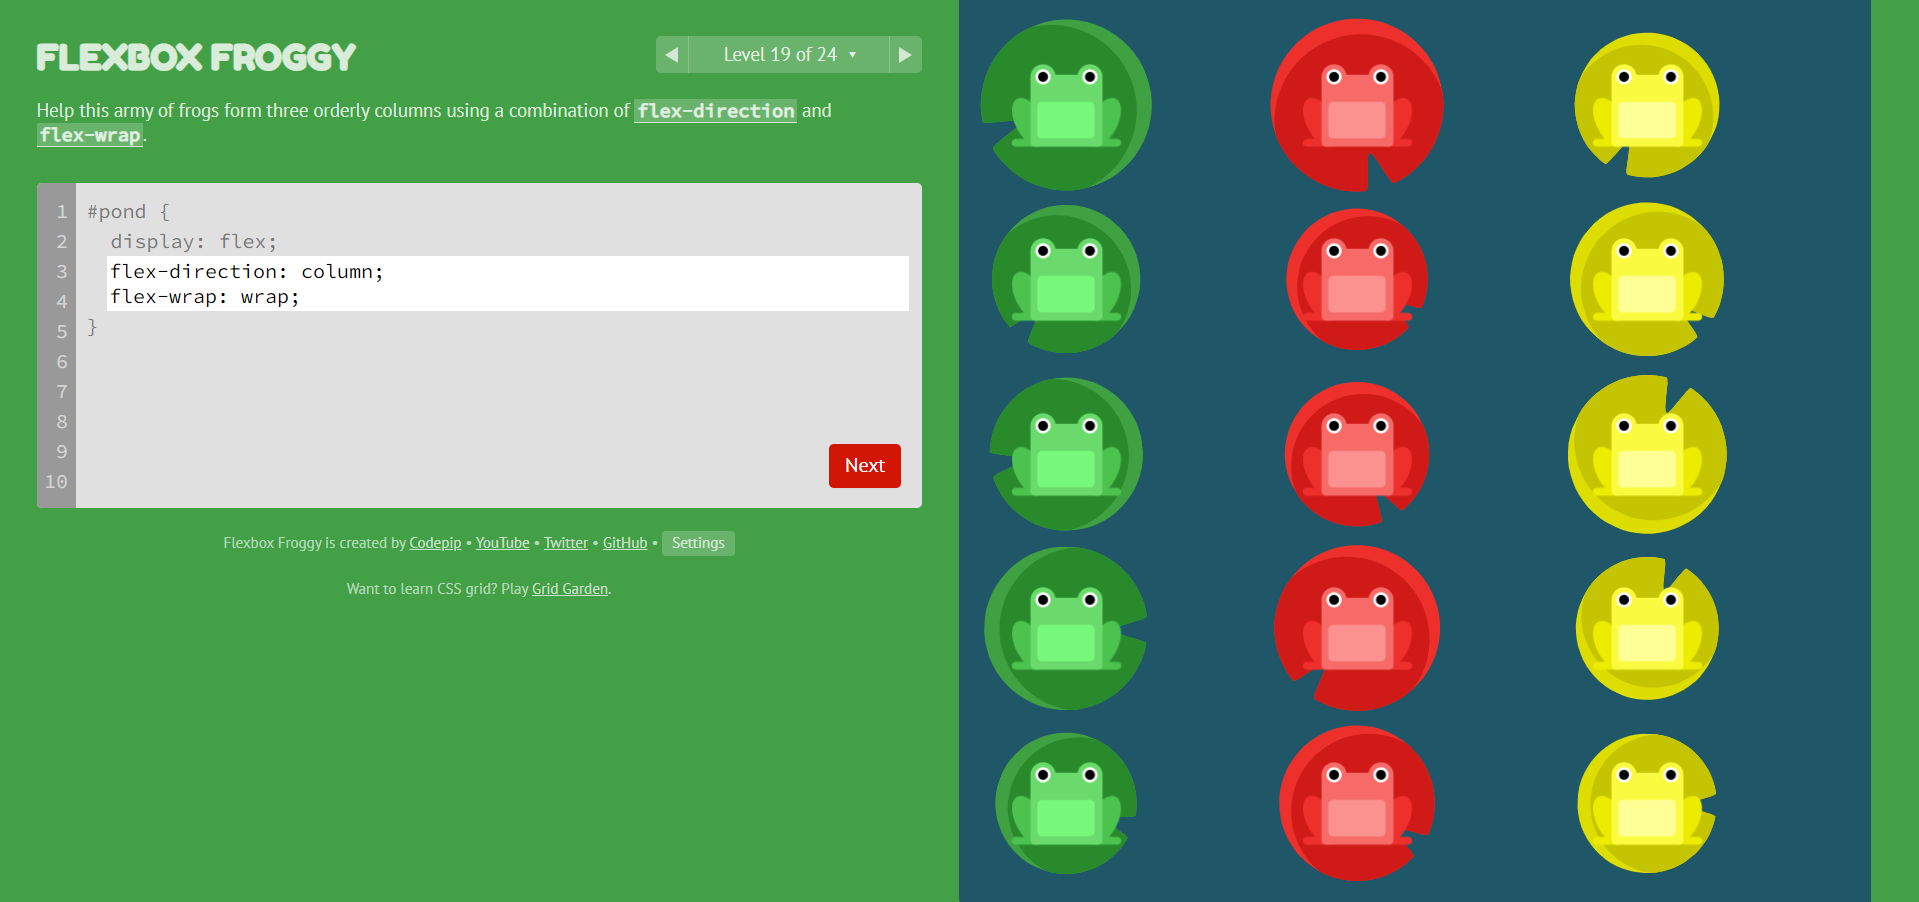 FLEXBOX FROGGY
◀ Level 19 of 24 ▾ ▶
Help this army of frogs form three orderly columns using a combination of flex-direction and
flex-wrap.
1 #pond {
2 display: flex;
3 flex-direction: column;
4 flex-wrap: wrap;
5 }
6
7
8
9
10
Next
Flexbox Froggy is created by Codepip • YouTube • Twitter • GitHub • Settings
Want to learn CSS grid? Play Grid Garden.